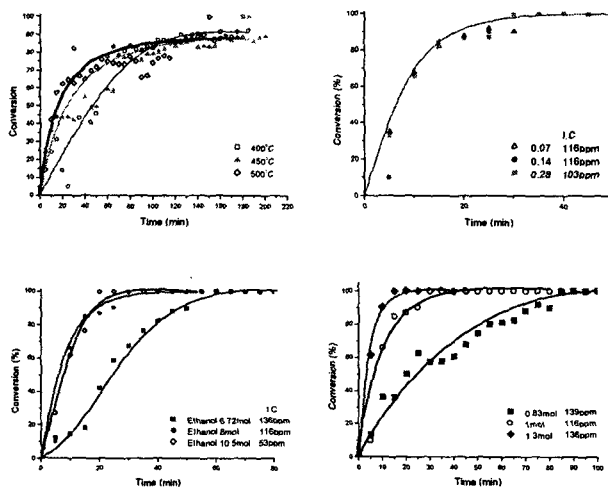 Conversion
100
90
80
70
60
50
40
30
20
10
0
0 20 40 60 80 100 120 140 160 180 200 220
Time (min)
400°C
450°C
500°C
Conversion (%)
100
80
60
40
20
0
0 20 40
Time (min)
I.C
0.07 116ppm
0.14 116ppm
0.28 103ppm
Conversion (%)
100
80
60
40
20
0
0 20 40 60 80
Time (min)
I.C
Ethanol 6.72mol 136ppm
Ethanol 8mol 116ppm
Ethanol 10.5mol 53ppm
Conversion (%)
100
80
60
40
20
0
0 10 20 30 40 50 60 70 80 90 100
Time (min)
0.83mol 139ppm
1mol 116ppm
1.3mol 136ppm